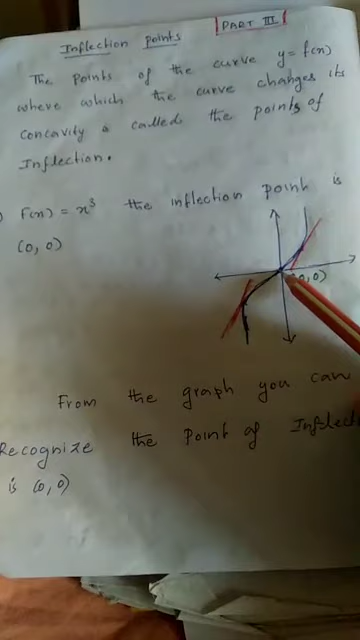 PART III
Inflection points
The points of the curve y = f(x)
where which the curve changes its
concavity is called the points of
Inflection.
) F(x) = x³ the inflection point is
(0, 0)
(0,0)
From the graph you can
Recognize the point of
is (0, 0)